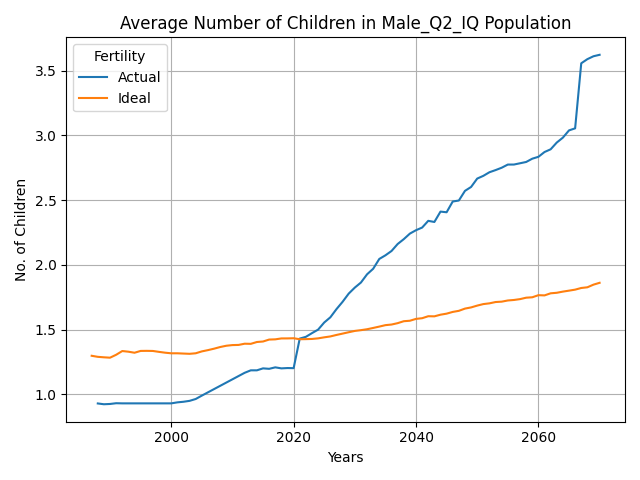 Average Number of Children in Male_Q2_IQ Population
Fertility
Actual
Ideal
No. of Children
3.5
3.0
2.5
2.0
1.5
1.0
2000
2020
2040
2060
Years